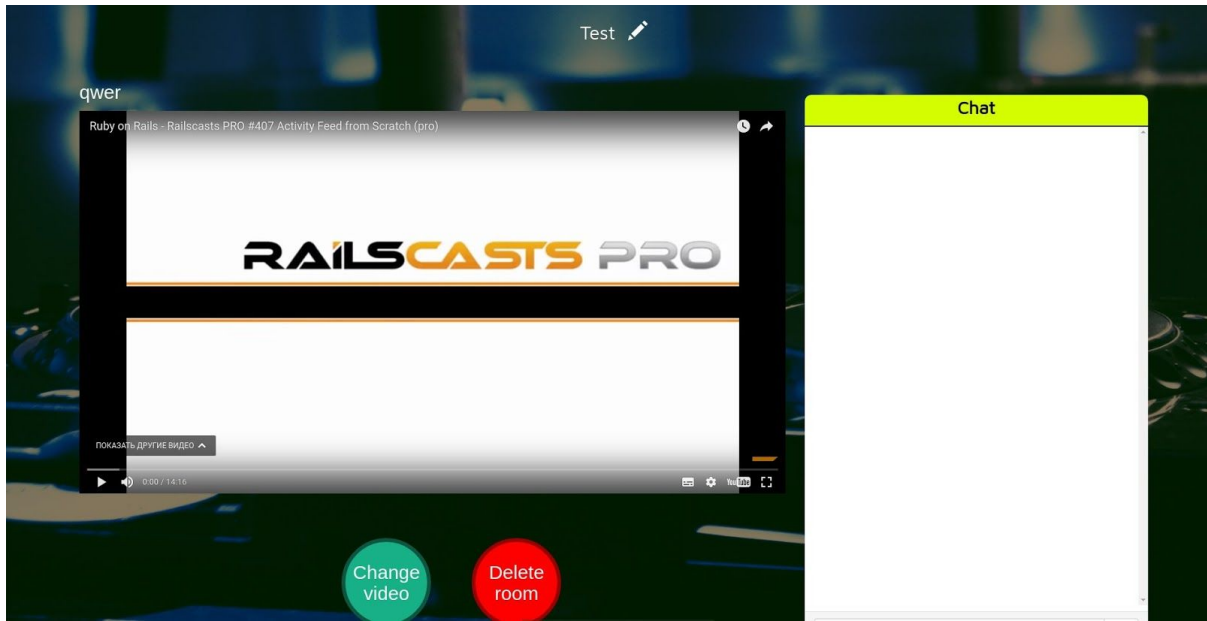 Test
qwer
Ruby on Rails - Railscasts PRO #407 Activity Feed from Scratch (pro)
Chat
RAILSCASTS PRO
ПОКАЗАТЬ ДРУГИЕ ВИДЕО
0:00 / 14:16
YouTube
Change
video
Delete
room